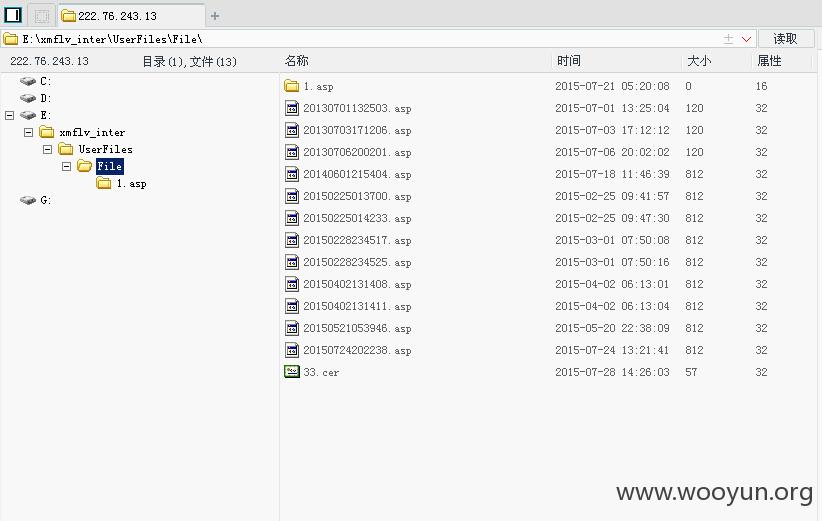 222.76.243.13
E:\xmflv_inter\UserFiles\File\ 读取
222.76.243.13 目录(1),文件(13) 名称 时间 大小 属性
C:
D:
E:
xmflv_inter
UserFiles
File
1.asp
G:
1.asp 2015-07-21 05:20:08 0 16
20130701132503.asp 2015-07-01 13:25:04 120 32
20130703171206.asp 2015-07-03 17:12:12 120 32
20130706200201.asp 2015-07-06 20:02:02 120 32
20140601215404.asp 2015-07-18 11:46:39 812 32
20150225013700.asp 2015-02-25 09:41:57 812 32
20150225014233.asp 2015-02-25 09:47:30 812 32
20150228234517.asp 2015-03-01 07:50:08 812 32
20150228234525.asp 2015-03-01 07:50:16 812 32
20150402131408.asp 2015-04-02 06:13:01 812 32
20150402131411.asp 2015-04-02 06:13:04 812 32
20150521053946.asp 2015-05-20 22:38:09 812 32
20150724202238.asp 2015-07-24 13:21:41 812 32
33.cer 2015-07-28 14:26:03 57 32
www.wooyun.org